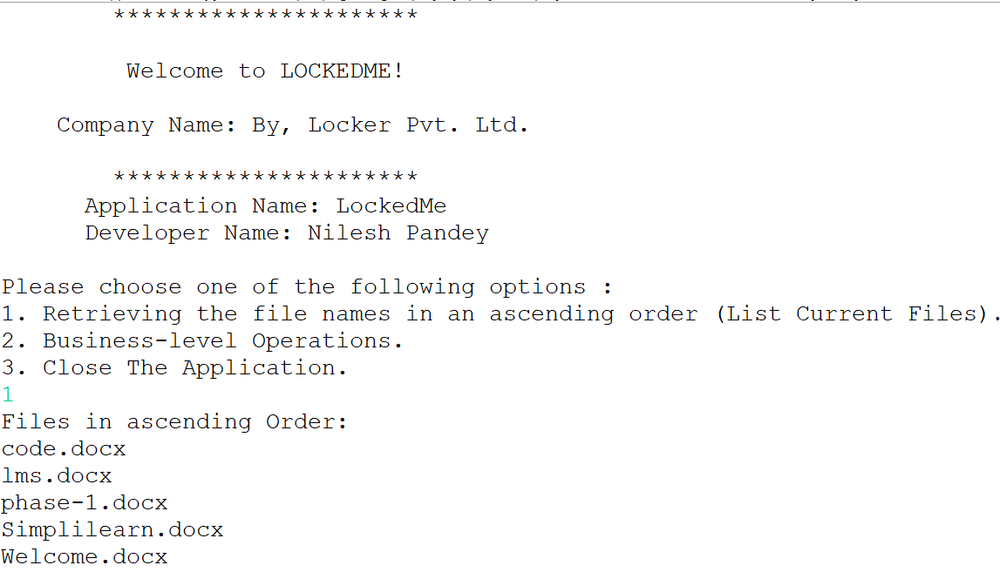 **********************
Welcome to LOCKEDME!
Company Name: By, Locker Pvt. Ltd.
**********************
Application Name: LockedMe
Developer Name: Nilesh Pandey
Please choose one of the following options :
1. Retrieving the file names in an ascending order (List Current Files).
2. Business-level Operations.
3. Close The Application.
1
Files in ascending Order:
code.docx
lms.docx
phase-1.docx
Simplilearn.docx
Welcome.docx